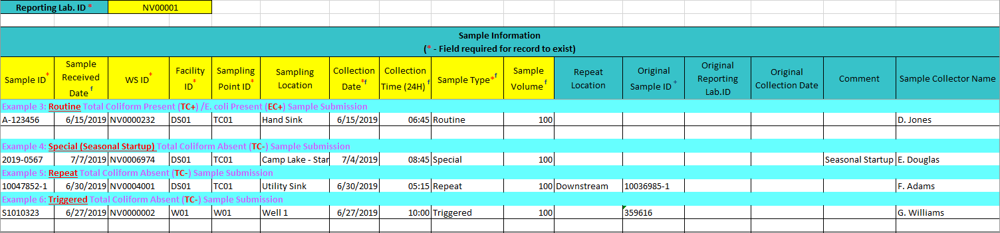 Reporting Lab. ID * NV00001
Sample Information
(* - Field required for record to exist)
Sample ID* Sample Received Date f WS ID* Facility ID* Sampling Point ID* Sampling Location Collection Date*f Collection Time (24H) f Sample Type*f Sample Volume f Repeat Location Original Sample ID + Original Reporting Lab.ID Original Collection Date Comment Sample Collector Name
Example 3: Routine Total Coliform Present (TC+) /E. coli Present (EC+) Sample Submission
A-123456 6/15/2019 NV0000232 DS01 TC01 Hand Sink 6/15/2019 06:45 Routine 100 D. Jones
Example 4: Special (Seasonal Startup) Total Coliform Absent (TC-) Sample Submission
2019-0567 7/7/2019 NV0006974 DS01 TC01 Camp Lake - Star 7/4/2019 08:45 Special 100 Seasonal Startup E. Douglas
Example 5: Repeat Total Coliform Absent (TC-) Sample Submission
10047852-1 6/30/2019 NV0004001 DS01 TC01 Utility Sink 6/30/2019 05:15 Repeat 100 Downstream 10036985-1 F. Adams
Example 6: Triggered Total Coliform Absent (TC-) Sample Submission
S1010323 6/27/2019 NV0000002 W01 W01 Well 1 6/27/2019 10:00 Triggered 100 359616 G. Williams